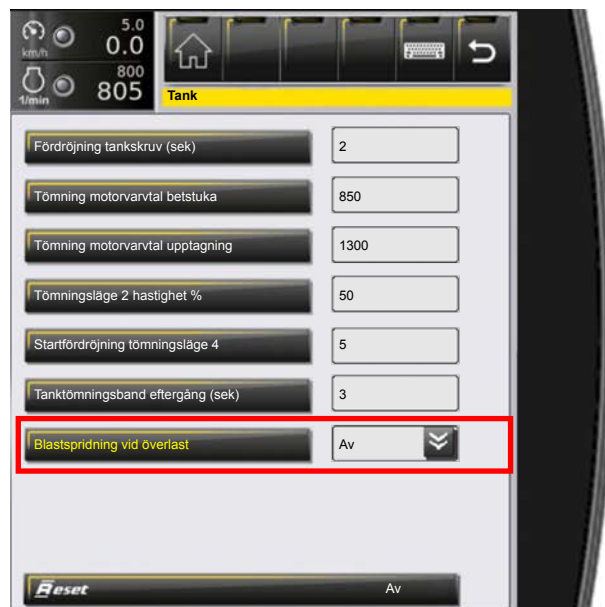 5.0
km/h 0.0
800
1/min 805
Tank
Fördröjning tankskruv (sek) 2
Tömning motorvarvtal betstuka 850
Tömning motorvarvtal upptagning 1300
Tömningsläge 2 hastighet % 50
Startfördröjning tömningsläge 4 5
Tanktömningsband eftergång (sek) 3
Blastspridning vid överlast Av
Reset Av